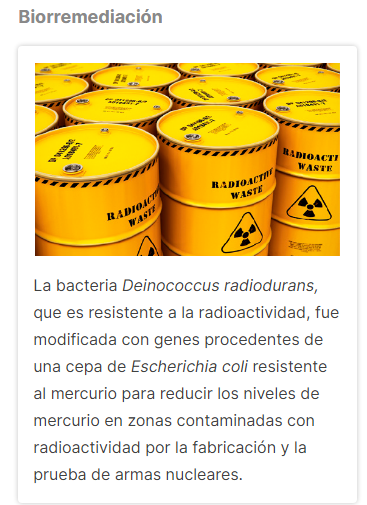 Biorremediación
RADIOACTIVE
WASTE
RADIOACTIVE
WASTE
RADIOACTI
WASTE
La bacteria Deinococcus radiodurans,
que es resistente a la radioactividad, fue
modificada con genes procedentes de
una cepa de Escherichia coli resistente
al mercurio para reducir los niveles de
mercurio en zonas contaminadas con
radioactividad por la fabricación y la
prueba de armas nucleares.